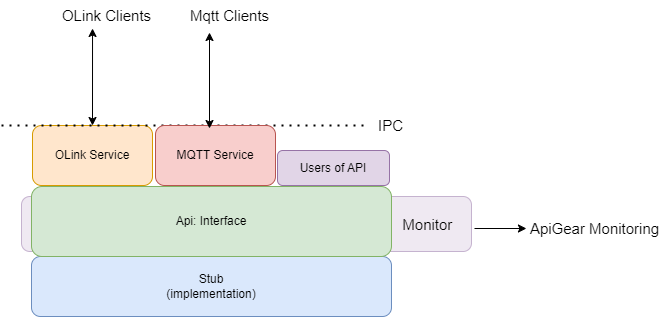 OLink Clients
Mqtt Clients
IPC
OLink Service
MQTT Service
Users of API
Api: Interface
Monitor
ApiGear Monitoring
Stub
(implementation)